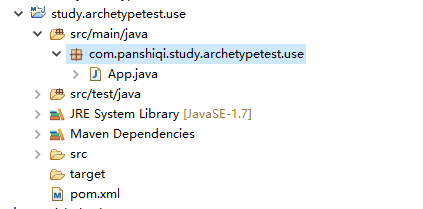 study.archetypetest.use
src/main/java
com.panshiqi.study.archetypetest.use
App.java
src/test/java
JRE System Library [JavaSE-1.7]
Maven Dependencies
src
target
pom.xml